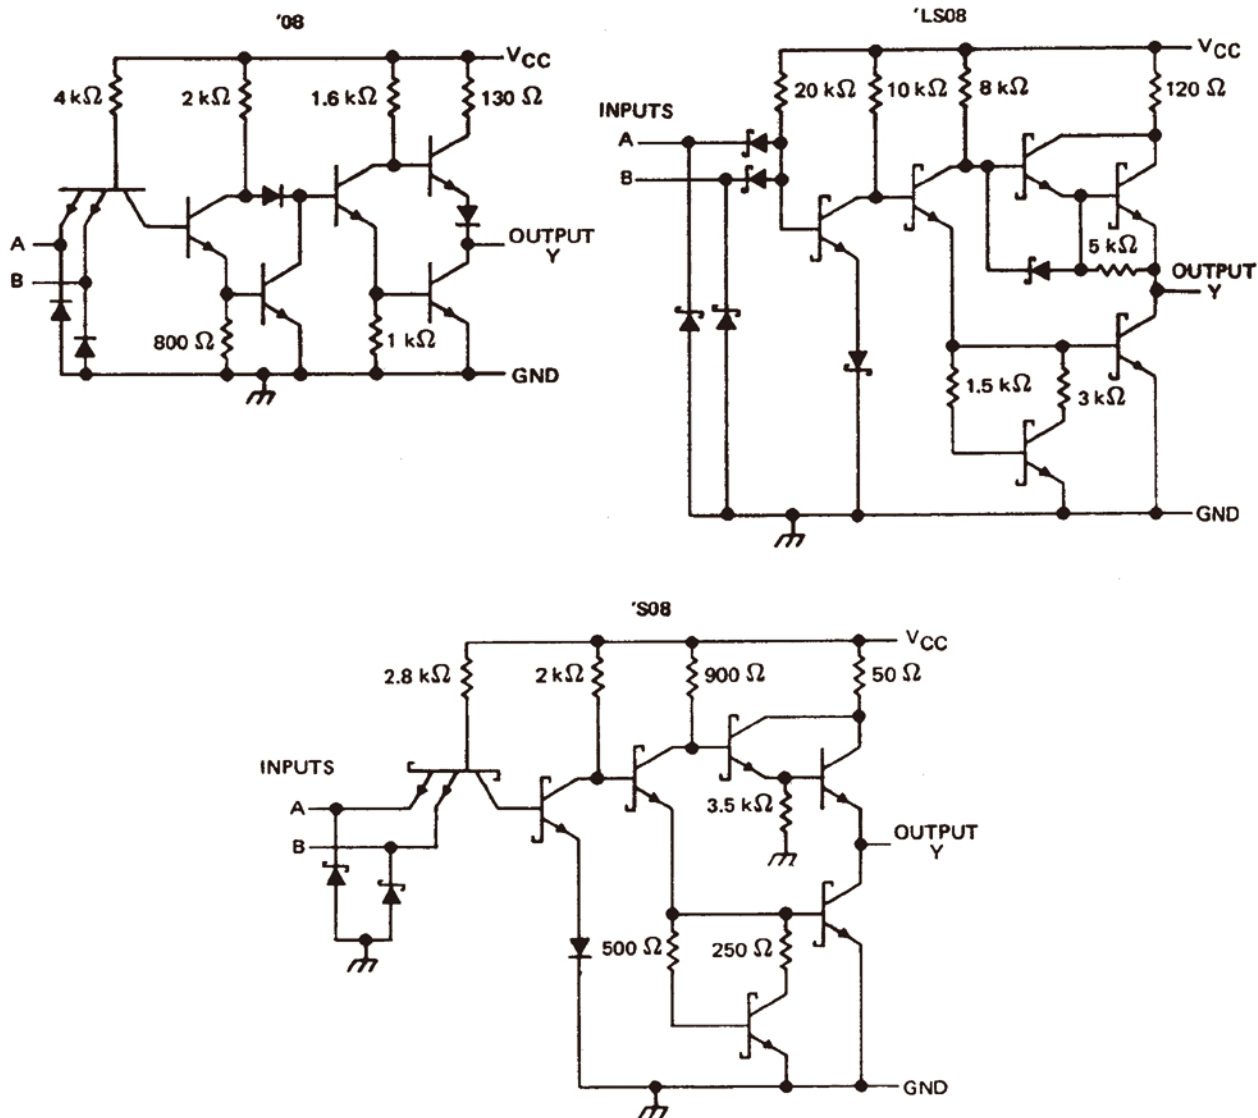 '08
VCC
4 kΩ
2 kΩ
1.6 kΩ
130 Ω
A
B
OUTPUT
Y
800 Ω
1 kΩ
GND
'LS08
VCC
20 kΩ
10 kΩ
8 kΩ
120 Ω
INPUTS
A
B
5 kΩ
OUTPUT
Y
1.5 kΩ
3 kΩ
GND
'S08
VCC
2.8 kΩ
2 kΩ
900 Ω
50 Ω
INPUTS
A
B
3.5 kΩ
OUTPUT
Y
500 Ω
250 Ω
GND